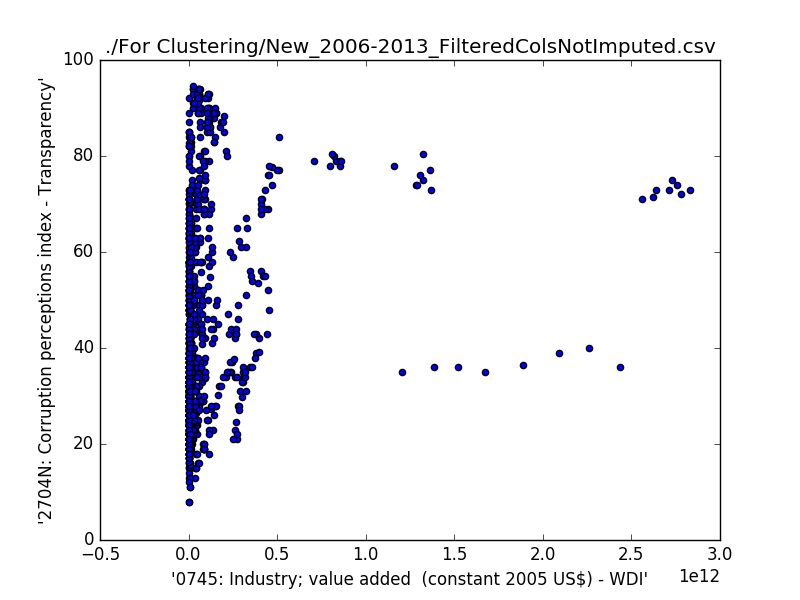 ./For Clustering/New_2006-2013_FilteredColsNotImputed.csv
100
80
60
40
20
0
'2704N: Corruption perceptions index - Transparency'
−0.5 0.0 0.5 1.0 1.5 2.0 2.5 3.0
1e12
'0745: Industry; value added  (constant 2005 US$) - WDI'